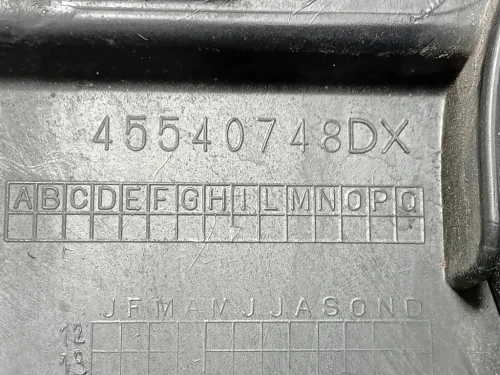 45540748DX
ABCDEFGHILMNOPQ
JFMAMJJASOND
12
13